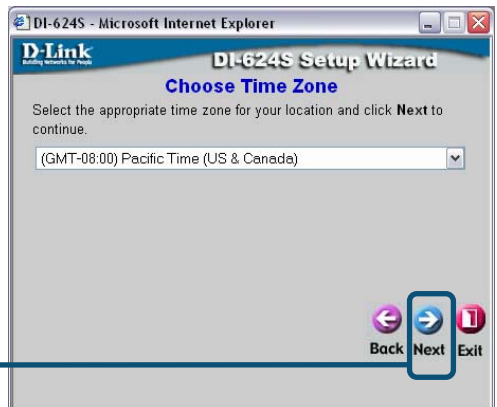 DI-624S - Microsoft Internet Explorer
D-Link
Building Networks for People
DI-624S Setup Wizard
Choose Time Zone
Select the appropriate time zone for your location and click Next to
continue.
(GMT-08:00) Pacific Time (US & Canada)
Back Next Exit